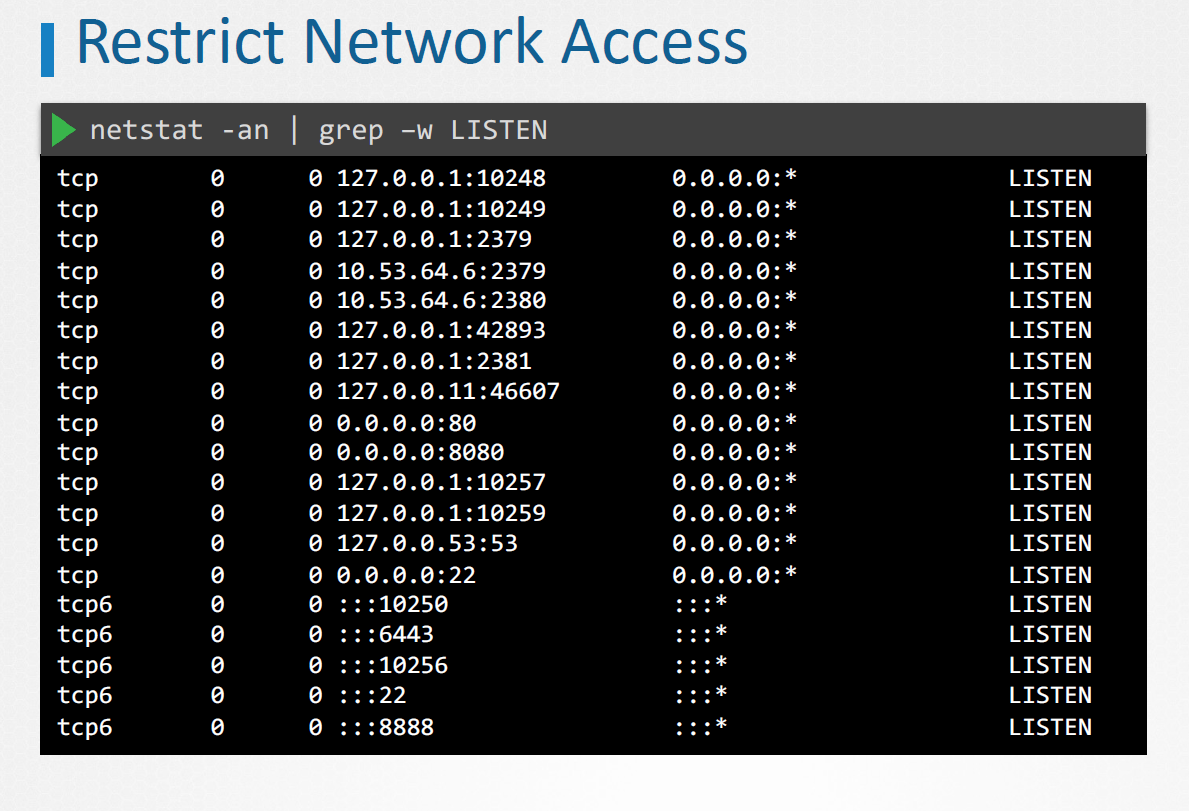 Restrict Network Access
netstat -an | grep –w LISTEN
tcp 0 0 127.0.0.1:10248 0.0.0.0:* LISTEN
tcp 0 0 127.0.0.1:10249 0.0.0.0:* LISTEN
tcp 0 0 127.0.0.1:2379 0.0.0.0:* LISTEN
tcp 0 0 10.53.64.6:2379 0.0.0.0:* LISTEN
tcp 0 0 10.53.64.6:2380 0.0.0.0:* LISTEN
tcp 0 0 127.0.0.1:42893 0.0.0.0:* LISTEN
tcp 0 0 127.0.0.1:2381 0.0.0.0:* LISTEN
tcp 0 0 127.0.0.11:46607 0.0.0.0:* LISTEN
tcp 0 0 0.0.0.0:80 0.0.0.0:* LISTEN
tcp 0 0 0.0.0.0:8080 0.0.0.0:* LISTEN
tcp 0 0 127.0.0.1:10257 0.0.0.0:* LISTEN
tcp 0 0 127.0.0.1:10259 0.0.0.0:* LISTEN
tcp 0 0 127.0.0.53:53 0.0.0.0:* LISTEN
tcp 0 0 0.0.0.0:22 0.0.0.0:* LISTEN
tcp6 0 0 :::10250 :::* LISTEN
tcp6 0 0 :::6443 :::* LISTEN
tcp6 0 0 :::10256 :::* LISTEN
tcp6 0 0 :::22 :::* LISTEN
tcp6 0 0 :::8888 :::* LISTEN